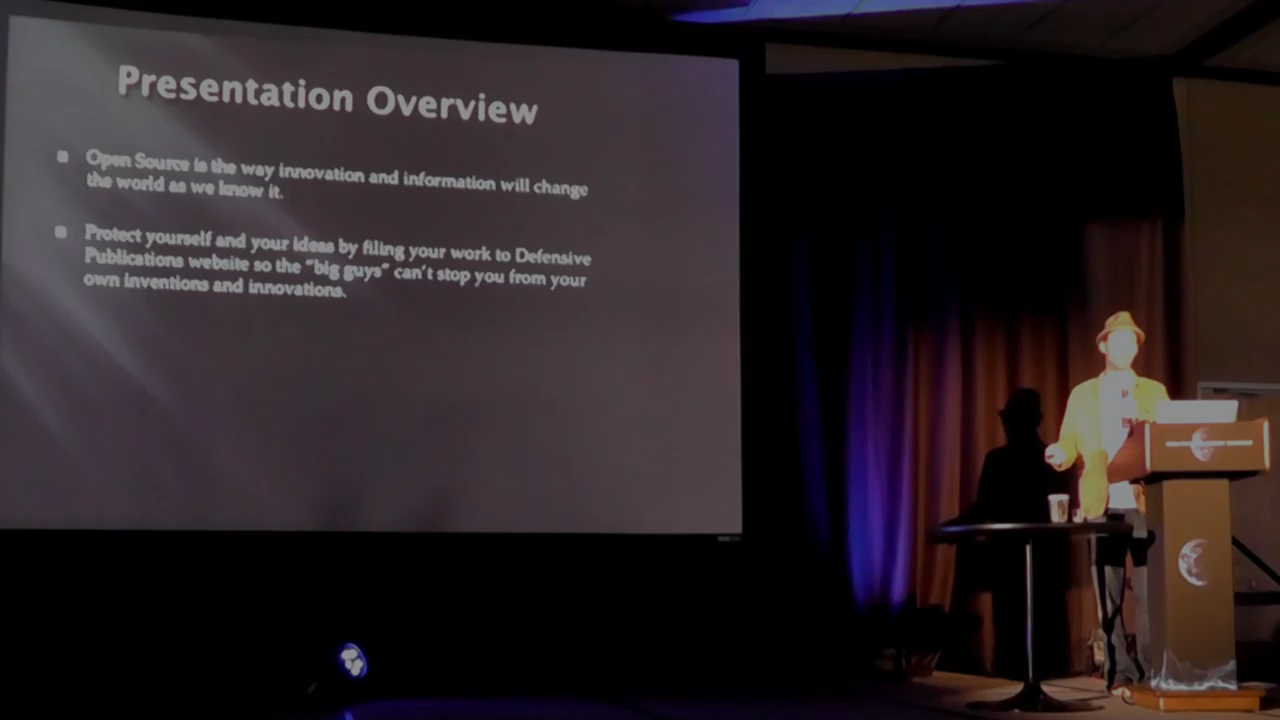 Presentation Overview
Open Source is the way innovation and information will change
the world as we know it.
Protect yourself and your ideas by filing your work to Defensive
Publications website so the "big guys" can't stop you from your
own inventions and innovations.